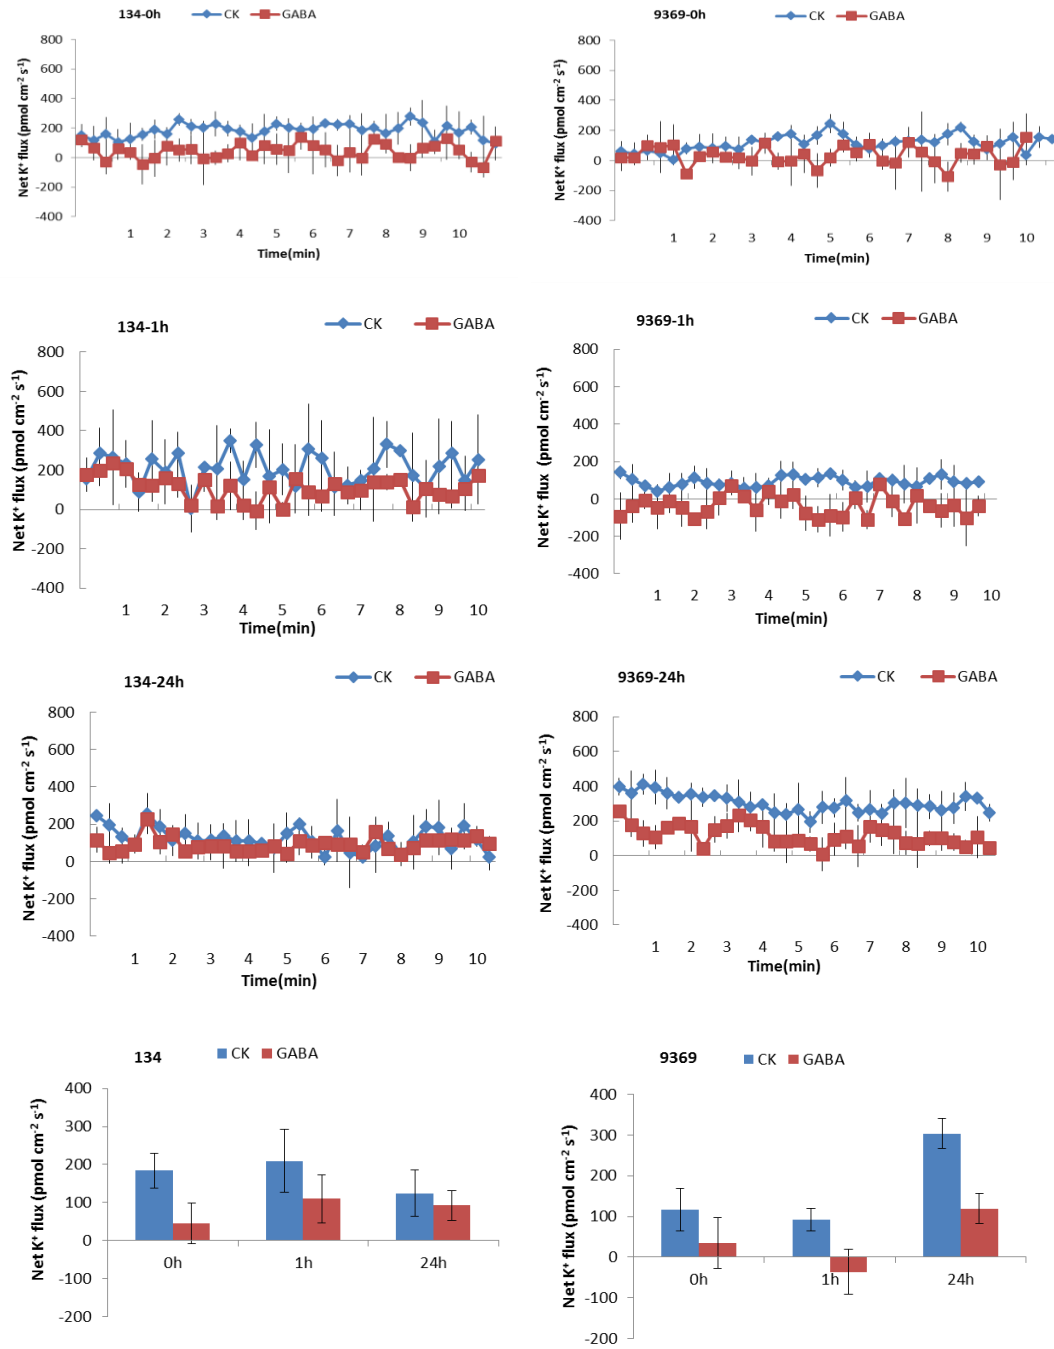 134-0h CK GABA
Net K⁺ flux (pmol cm⁻² s⁻¹)
800
600
400
200
0
-200
-400
1 2 3 4 5 6 7 8 9 10
Time(min)
9369-0h CK GABA
Net K⁺ flux (pmol cm⁻² s⁻¹)
800
600
400
200
0
-200
-400
1 2 3 4 5 6 7 8 9 10
Time(min)
134-1h CK GABA
Net K⁺ flux (pmol cm⁻² s⁻¹)
800
600
400
200
0
-200
-400
1 2 3 4 5 6 7 8 9 10
Time(min)
9369-1h CK GABA
Net K⁺ flux (pmol cm⁻² s⁻¹)
800
600
400
200
0
-200
-400
1 2 3 4 5 6 7 8 9 10
Time(min)
134-24h CK GABA
Net K⁺ flux (pmol cm⁻² s⁻¹)
800
600
400
200
0
-200
-400
1 2 3 4 5 6 7 8 9 10
Time(min)
9369-24h CK GABA
Net K⁺ flux (pmol cm⁻² s⁻¹)
800
600
400
200
0
-200
-400
1 2 3 4 5 6 7 8 9 10
Time(min)
134 CK GABA
Net K⁺ flux (pmol cm⁻² s⁻¹)
400
300
200
100
0
-100
-200
0h 1h 24h
9369 CK GABA
Net K⁺ flux (pmol cm⁻² s⁻¹)
400
300
200
100
0
-100
-200
0h 1h 24h